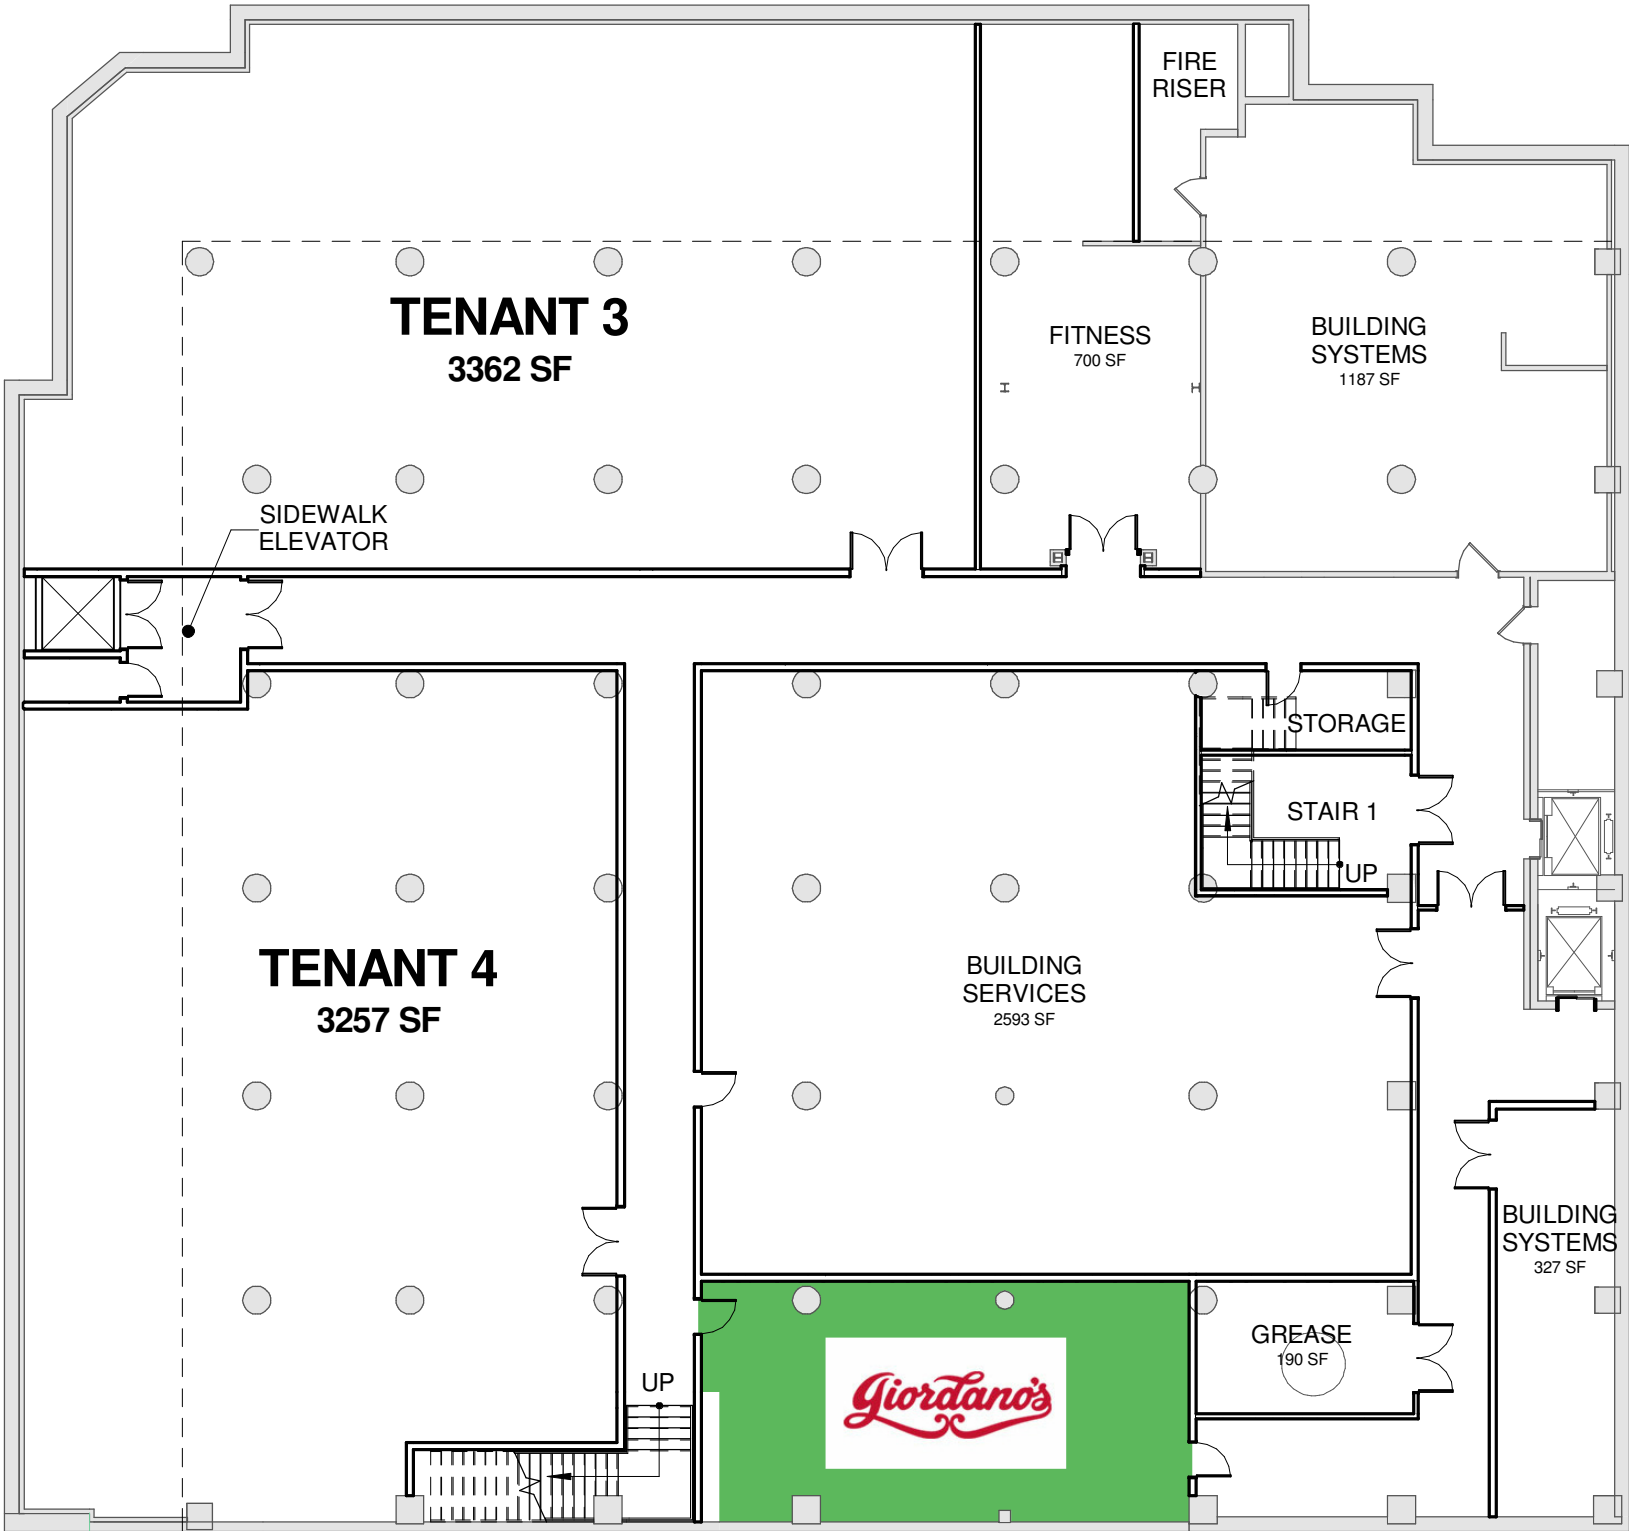 FIRE
RISER
TENANT 3
3362 SF
FITNESS
700 SF
BUILDING
SYSTEMS
1187 SF
SIDEWALK
ELEVATOR
STORAGE
STAIR 1
UP
TENANT 4
3257 SF
BUILDING
SERVICES
2593 SF
BUILDING
SYSTEMS
327 SF
GREASE
190 SF
UP
Giordano's